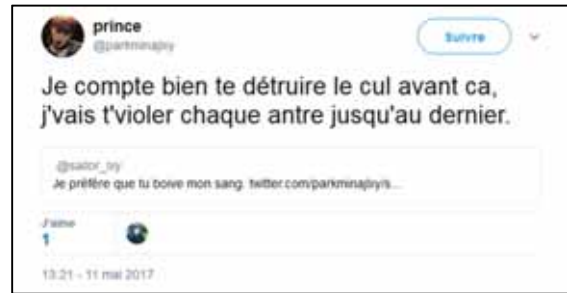 prince
@parkminajoy
Suivre
Je compte bien te détruire le cul avant ca,
j'vais t'violer chaque antre jusqu'au dernier.
Je préfère que tu boive mon sang.
J'aime
1
13:21 - 11 mai 2017